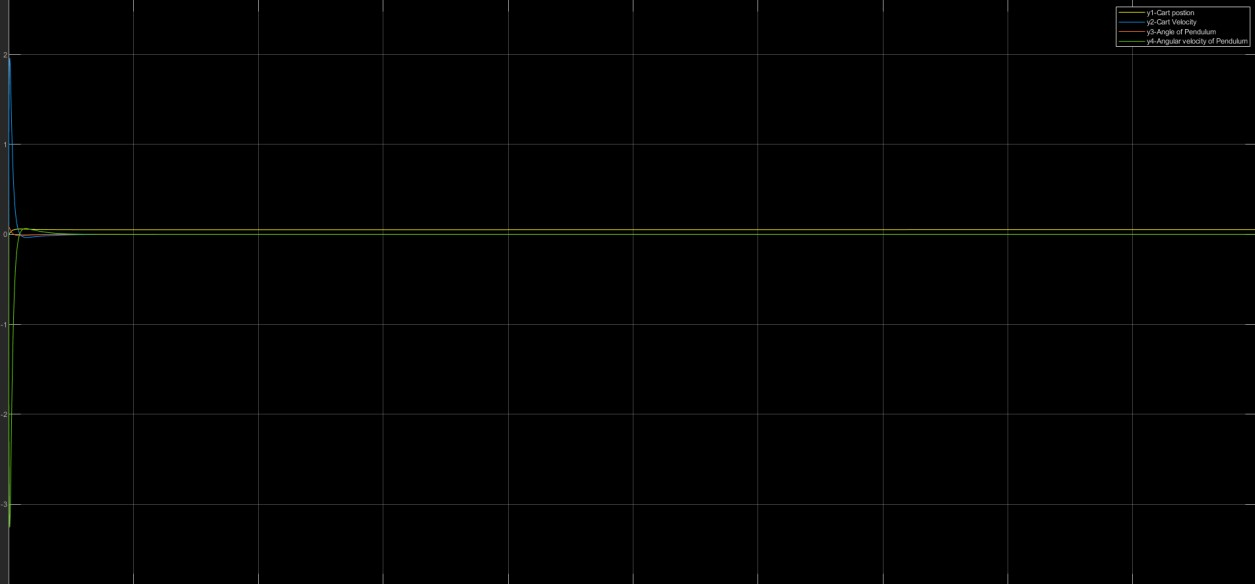 y1-Cart postion
y2-Cart Velocity
y3-Angle of Pendulum
y4-Angular velocity of Pendulum
2
1
0
-1
-2
-3